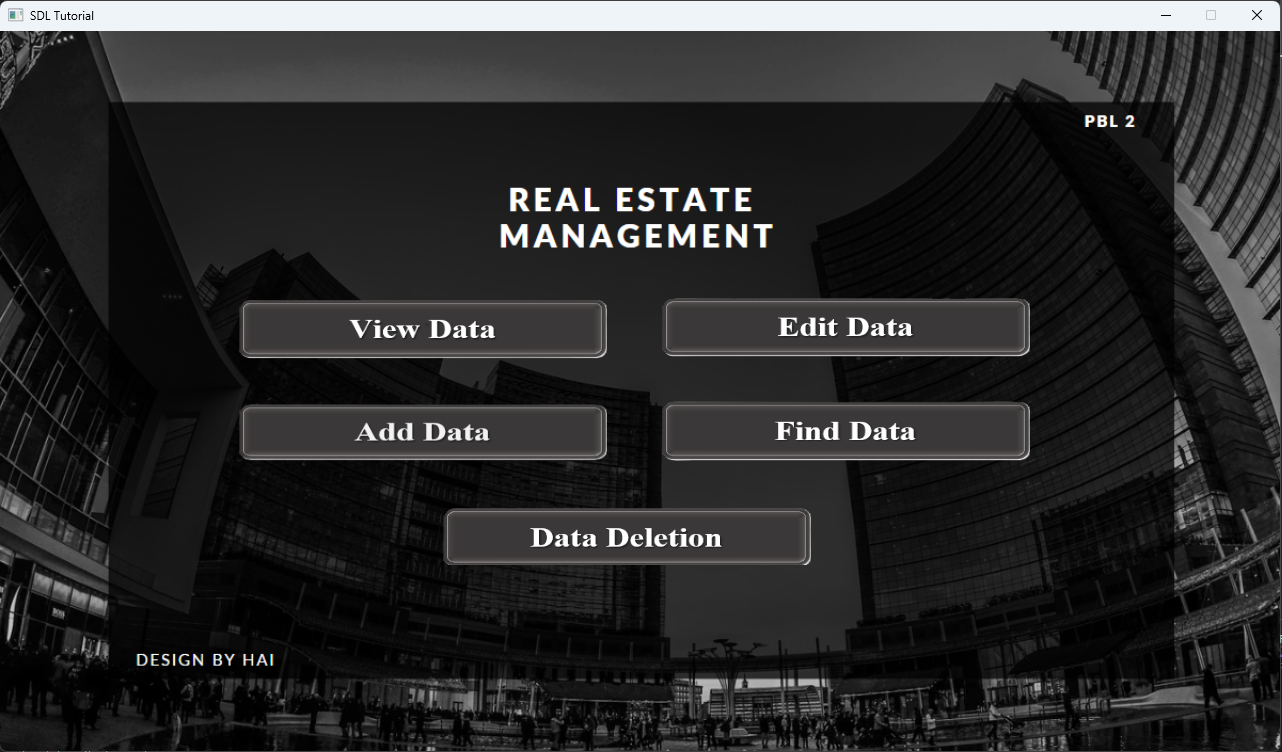 SDL Tutorial
PBL 2
REAL ESTATE
MANAGEMENT
View Data
Edit Data
Add Data
Find Data
Data Deletion
DESIGN BY HAI